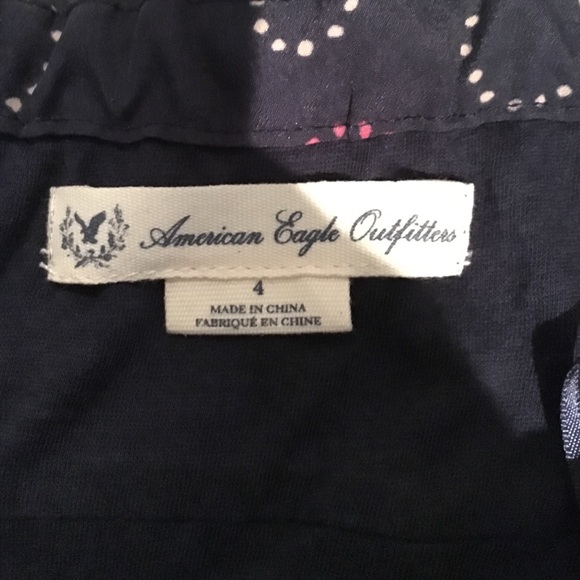 American Eagle Outfitters
4
MADE IN CHINA
FABRIQUÉ EN CHINE